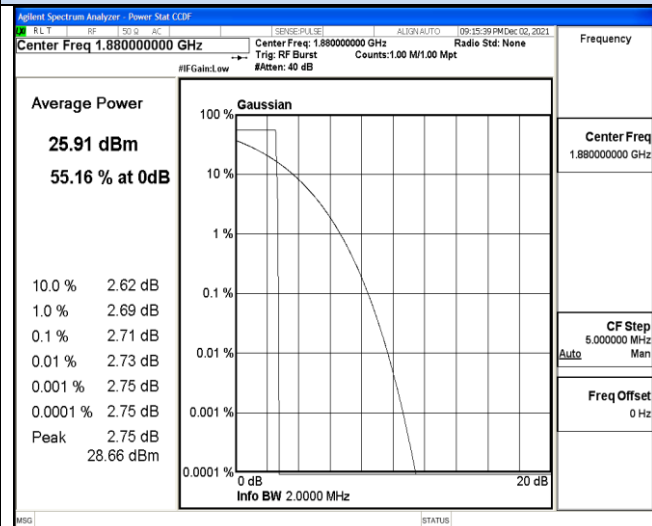 Agilent Spectrum Analyzer - Power Stat CCDF
RLT RF 50 Ω AC SENSE:PULSE ALIGN AUTO 09:15:39 PM Dec 02, 2021
Center Freq 1.880000000 GHz
Center Freq: 1.880000000 GHz Radio Std: None
Trig: RF Burst Counts:1.00 M/1.00 Mpt
#IFGain:Low #Atten: 40 dB
Frequency
Average Power
25.91 dBm
55.16 % at 0dB
10.0 % 2.62 dB
1.0 % 2.69 dB
0.1 % 2.71 dB
0.01 % 2.73 dB
0.001 % 2.75 dB
0.0001 % 2.75 dB
Peak 2.75 dB
28.66 dBm
Gaussian
100 %
10 %
1 %
0.1 %
0.01 %
0.001 %
0.0001 %
0 dB 20 dB
Info BW 2.0000 MHz
Center Freq
1.880000000 GHz
CF Step
5.000000 MHz
Auto Man
Freq Offset
0 Hz
MSG STATUS